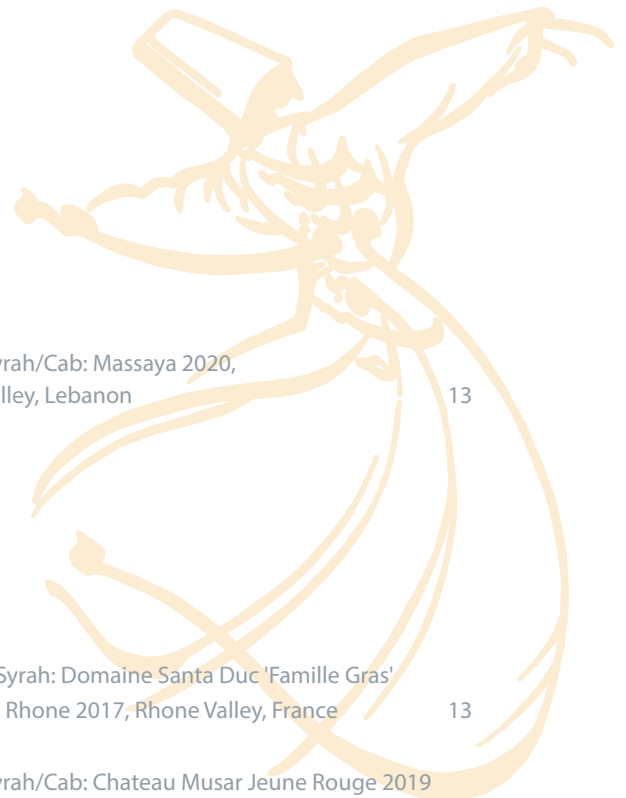 yrah/Cab: Massaya 2020,
lley, Lebanon 13
Syrah: Domaine Santa Duc 'Famille Gras'
Rhone 2017, Rhone Valley, France 13
yrah/Cab: Chateau Musar Jeune Rouge 2019